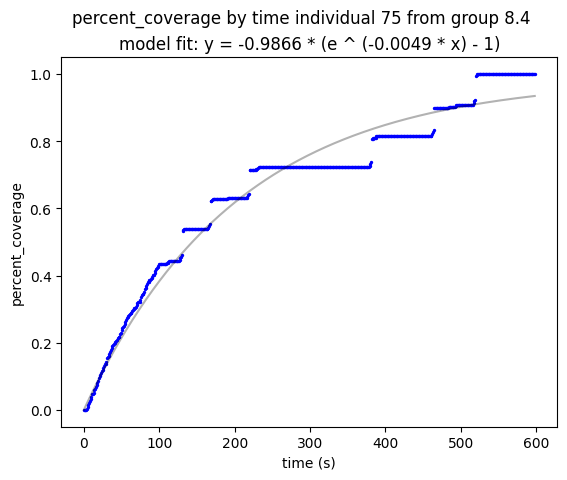 percent_coverage by time individual 75 from group 8.4
model fit: y = -0.9866 * (e ^ (-0.0049 * x) - 1)
1.0
0.8
0.6
0.4
0.2
0.0
percent_coverage
0 100 200 300 400 500 600
time (s)